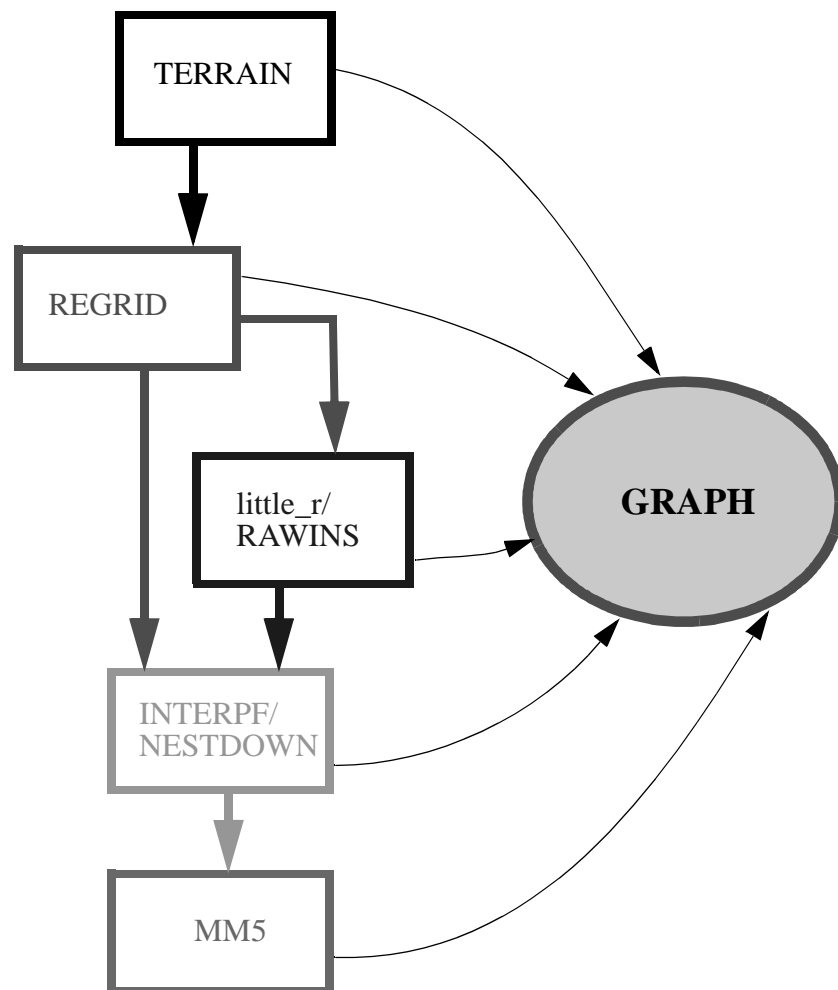 TERRAIN
REGRID
little_r/
RAWINS
GRAPH
INTERPF/
NESTDOWN
MM5